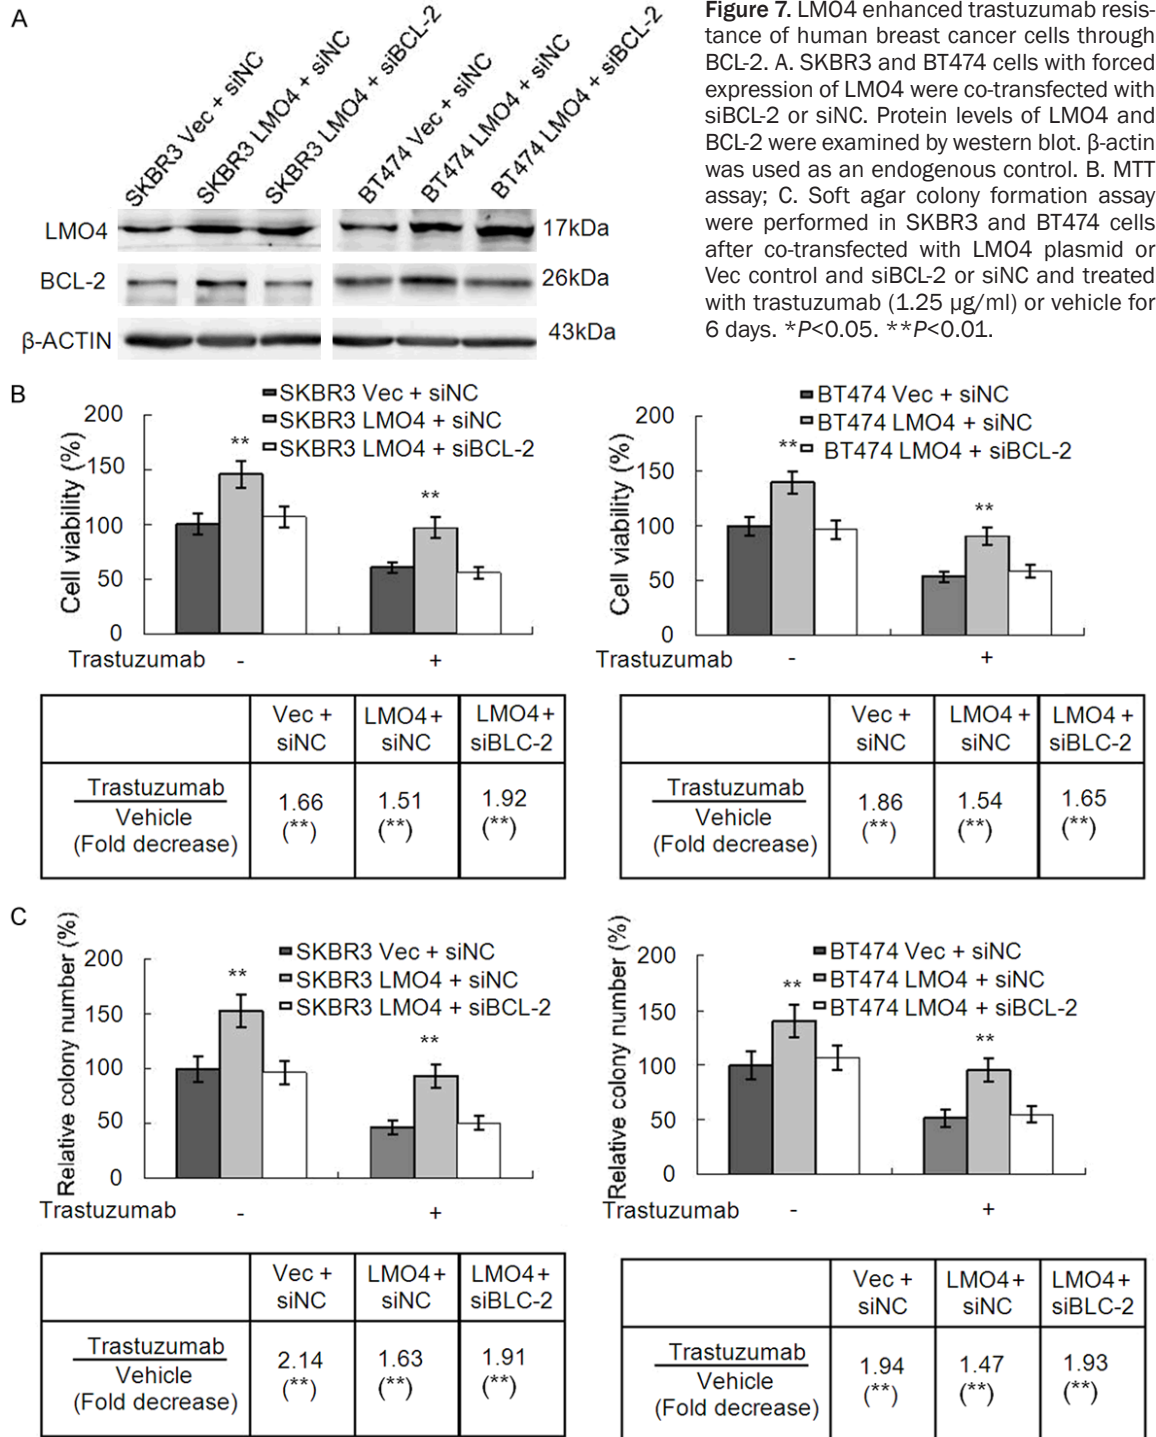 A
SKBR3 Vec + siNC
SKBR3 LMO4 + siNC
SKBR3 LMO4 + siBCL-2
BT474 Vec + siNC
BT474 LMO4 + siNC
BT474 LMO4 + siBCL-2
LMO4
17kDa
BCL-2
26kDa
β-ACTIN
43kDa
Figure 7. LMO4 enhanced trastuzumab resis-
tance of human breast cancer cells through
BCL-2. A. SKBR3 and BT474 cells with forced
expression of LMO4 were co-transfected with
siBCL-2 or siNC. Protein levels of LMO4 and
BCL-2 were examined by western blot. β-actin
was used as an endogenous control. B. MTT
assay; C. Soft agar colony formation assay
were performed in SKBR3 and BT474 cells
after co-transfected with LMO4 plasmid or
Vec control and siBCL-2 or siNC and treated
with trastuzumab (1.25 µg/ml) or vehicle for
6 days. *P<0.05. **P<0.01.
B
Cell viability (%)
200
150
100
50
0
SKBR3 Vec + siNC
SKBR3 LMO4 + siNC
SKBR3 LMO4 + siBCL-2
**
**
Trastuzumab - +
Cell viability (%)
200
150
100
50
0
BT474 Vec + siNC
BT474 LMO4 + siNC
BT474 LMO4 + siBCL-2
**
**
Trastuzumab - +
Vec + siNC
LMO4 + siNC
LMO4 + siBLC-2
Trastuzumab
Vehicle
(Fold decrease)
1.66 (**)
1.51 (**)
1.92 (**)
Vec + siNC
LMO4 + siNC
LMO4 + siBLC-2
Trastuzumab
Vehicle
(Fold decrease)
1.86 (**)
1.54 (**)
1.65 (**)
C
Relative colony number (%)
200
150
100
50
0
SKBR3 Vec + siNC
SKBR3 LMO4 + siNC
SKBR3 LMO4 + siBCL-2
**
**
Trastuzumab - +
Relative colony number (%)
200
150
100
50
0
BT474 Vec + siNC
BT474 LMO4 + siNC
BT474 LMO4 + siBCL-2
**
**
Trastuzumab - +
Vec + siNC
LMO4 + siNC
LMO4 + siBLC-2
Trastuzumab
Vehicle
(Fold decrease)
2.14 (**)
1.63 (**)
1.91 (**)
Vec + siNC
LMO4 + siNC
LMO4 + siBLC-2
Trastuzumab
Vehicle
(Fold decrease)
1.94 (**)
1.47 (**)
1.93 (**)